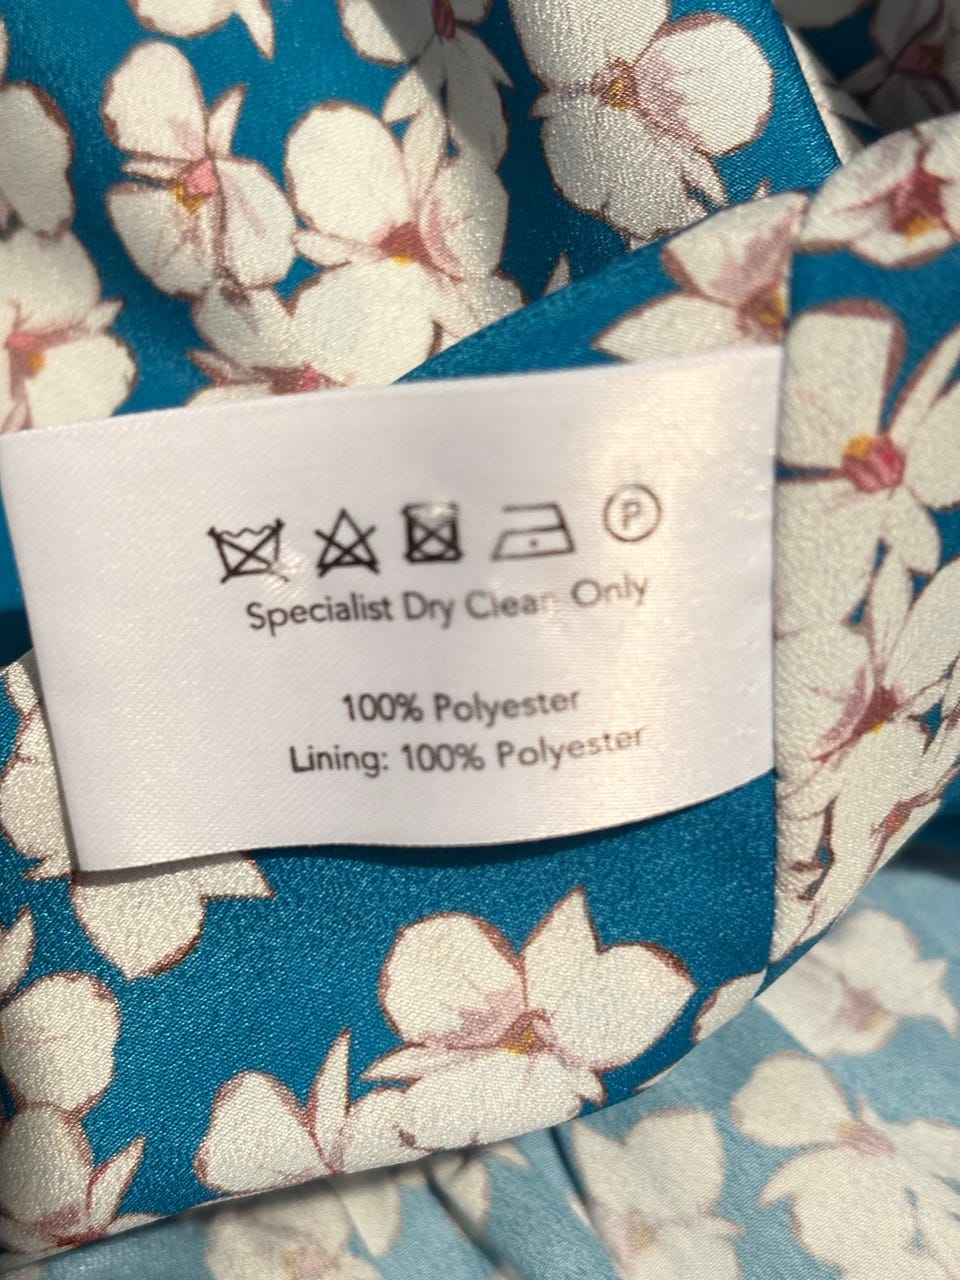 P
Specialist Dry Clean Only
100% Polyester
Lining: 100% Polyester